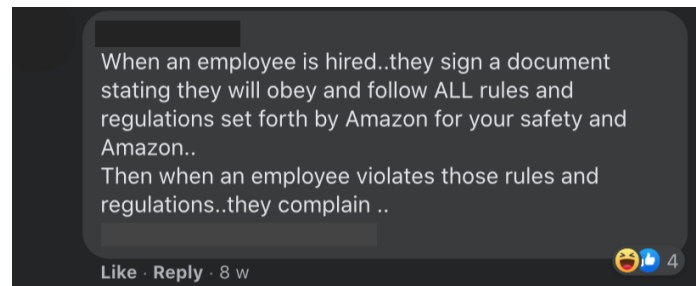 When an employee is hired..they sign a document
stating they will obey and follow ALL rules and
regulations set forth by Amazon for your safety and
Amazon..
Then when an employee violates those rules and
regulations..they complain ..
4
Like · Reply · 8 w